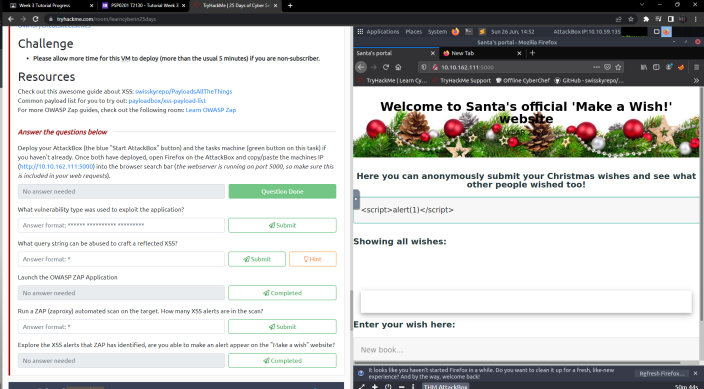 Week 3 Tutorial Progress
PSP0201 T2130 - Tutorial Week 3
TryHackMe | 25 Days of Cyber S
tryhackme.com/room/learncyberin25days
Challenge
Please allow more time for this VM to deploy (more than the usual 5 minutes) if you are non-subscriber.
Resources
Check out this awesome guide about XSS: swisskyrepo/PayloadsAllTheThings
Common payload list for you to try out: payloadbox/xss-payload-list
For more OWASP Zap guides, check out the following room: Learn OWASP Zap
Answer the questions below
Deploy your AttackBox (the blue "Start AttackBox" button) and the tasks machine (green button on this task) if
you haven't already. Once both have deployed, open Firefox on the AttackBox and copy/paste the machines IP
(http://10.10.162.111:5000) into the browser search bar (the webserver is running on port 5000, so make sure this
is included in your web requests).
No answer needed
Question Done
What vulnerability type was used to exploit the application?
Answer format: ****** ********** *********
Submit
What query string can be abused to craft a reflected XSS?
Answer format: *
Submit
Hint
Launch the OWASP ZAP Application
No answer needed
Completed
Run a ZAP (zaproxy) automated scan on the target. How many XSS alerts are in the scan?
Answer format: *
Submit
Explore the XSS alerts that ZAP has identified, are you able to make an alert appear on the "Make a wish" website?
No answer needed
Completed
Applications
Places
System
Sun 26 Jun, 14:52
AttackBox IP:10.10.59.135
Santa's portal - Mozilla Firefox
Santa's portal
New Tab
10.10.162.111:5000
TryHackMe | Learn Cy...
TryHackMe Support
Offline CyberChef
GitHub - swisskyrepo/...
Welcome to Santa's official 'Make a Wish!'
website
Here you can anonymously submit your Christmas wishes and see what
other people wished too!
<script>alert(1)</script>
Showing all wishes:
Enter your wish here:
New book...
It looks like you haven't started Firefox in a while. Do you want to clean it up for a fresh, like-new
experience? And by the way, welcome back!
Refresh Firefox...
THM AttackBox
50m 44s